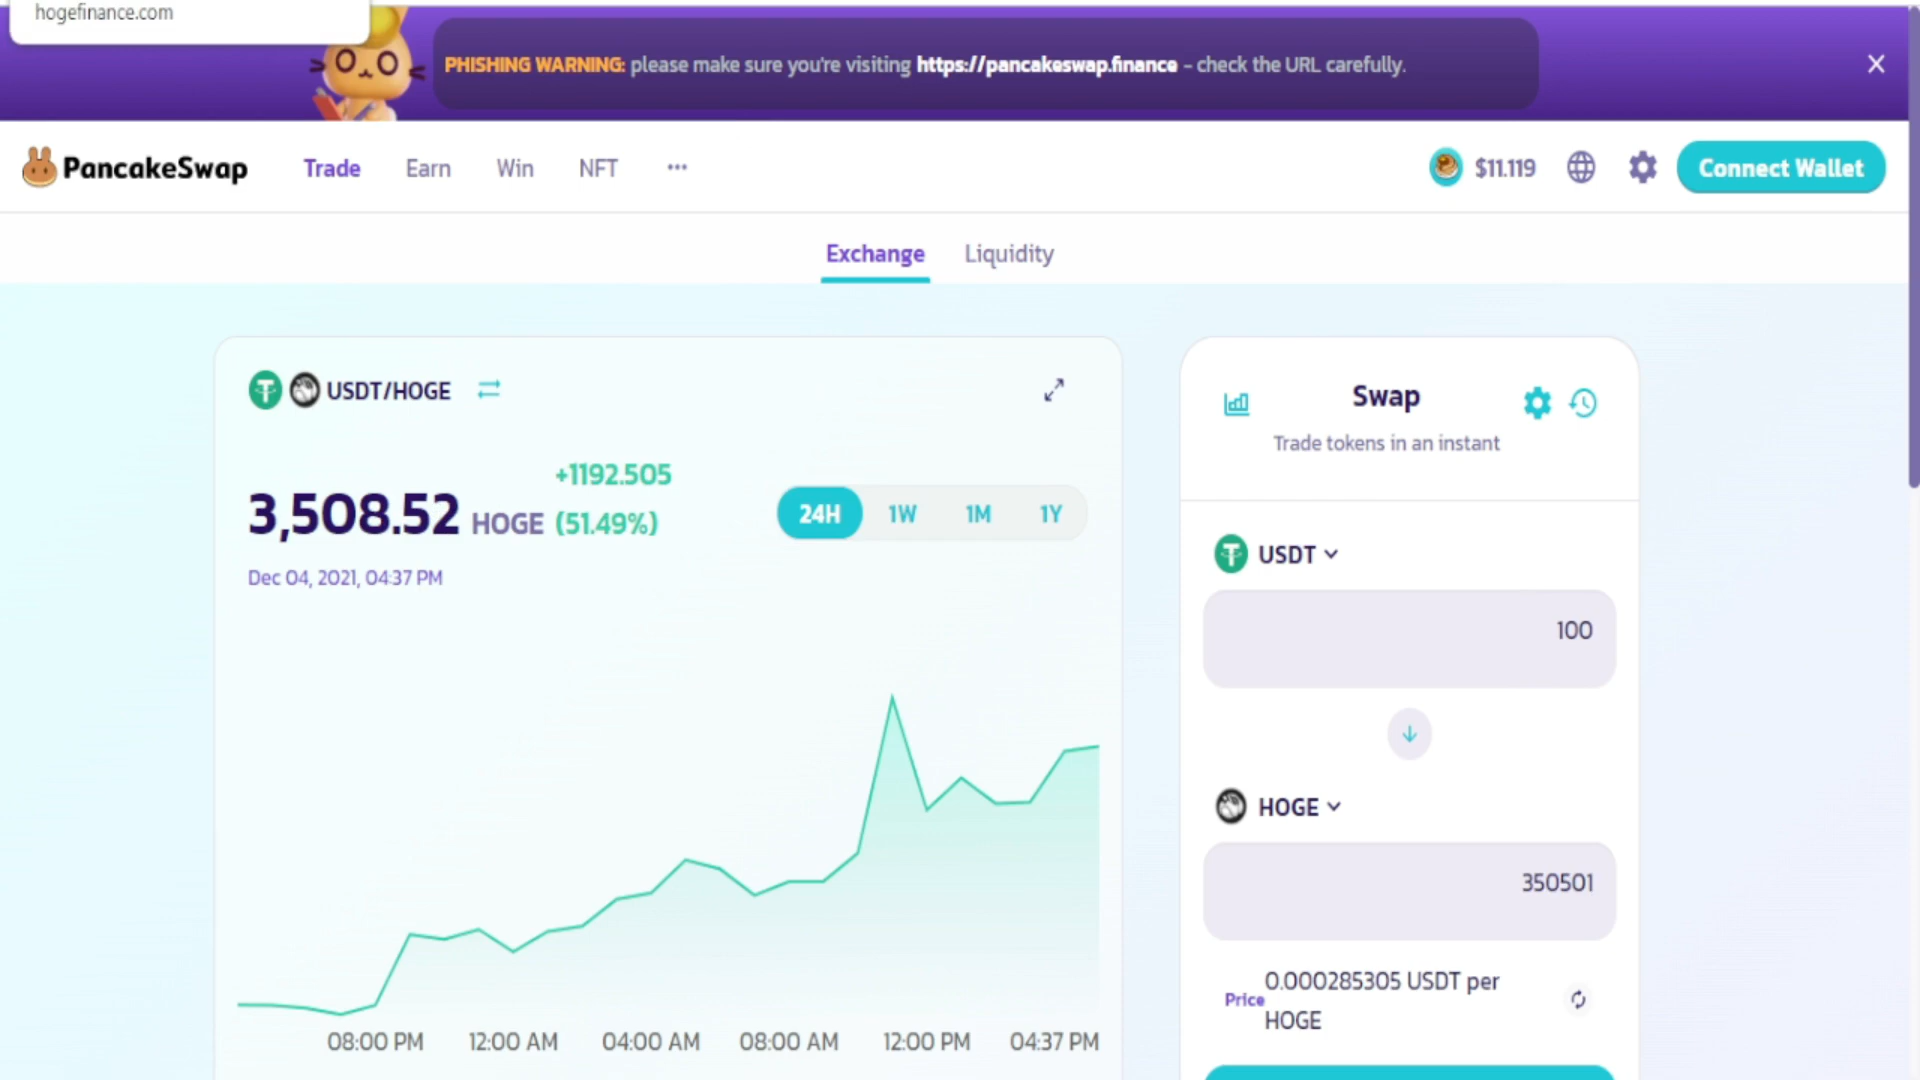 hogefinance.com
PHISHING WARNING: please make sure you're visiting https://pancakeswap.finance - check the URL carefully.
PancakeSwap Trade Earn Win NFT $11.119 Connect Wallet
Exchange Liquidity
USDT/HOGE
+1192.505
3,508.52 HOGE (51.49%)
24H 1W 1M 1Y
Dec 04, 2021, 04:37 PM
08:00 PM 12:00 AM 04:00 AM 08:00 AM 12:00 PM 04:37 PM
Swap
Trade tokens in an instant
USDT
100
HOGE
350501
Price 0.000285305 USDT per
HOGE